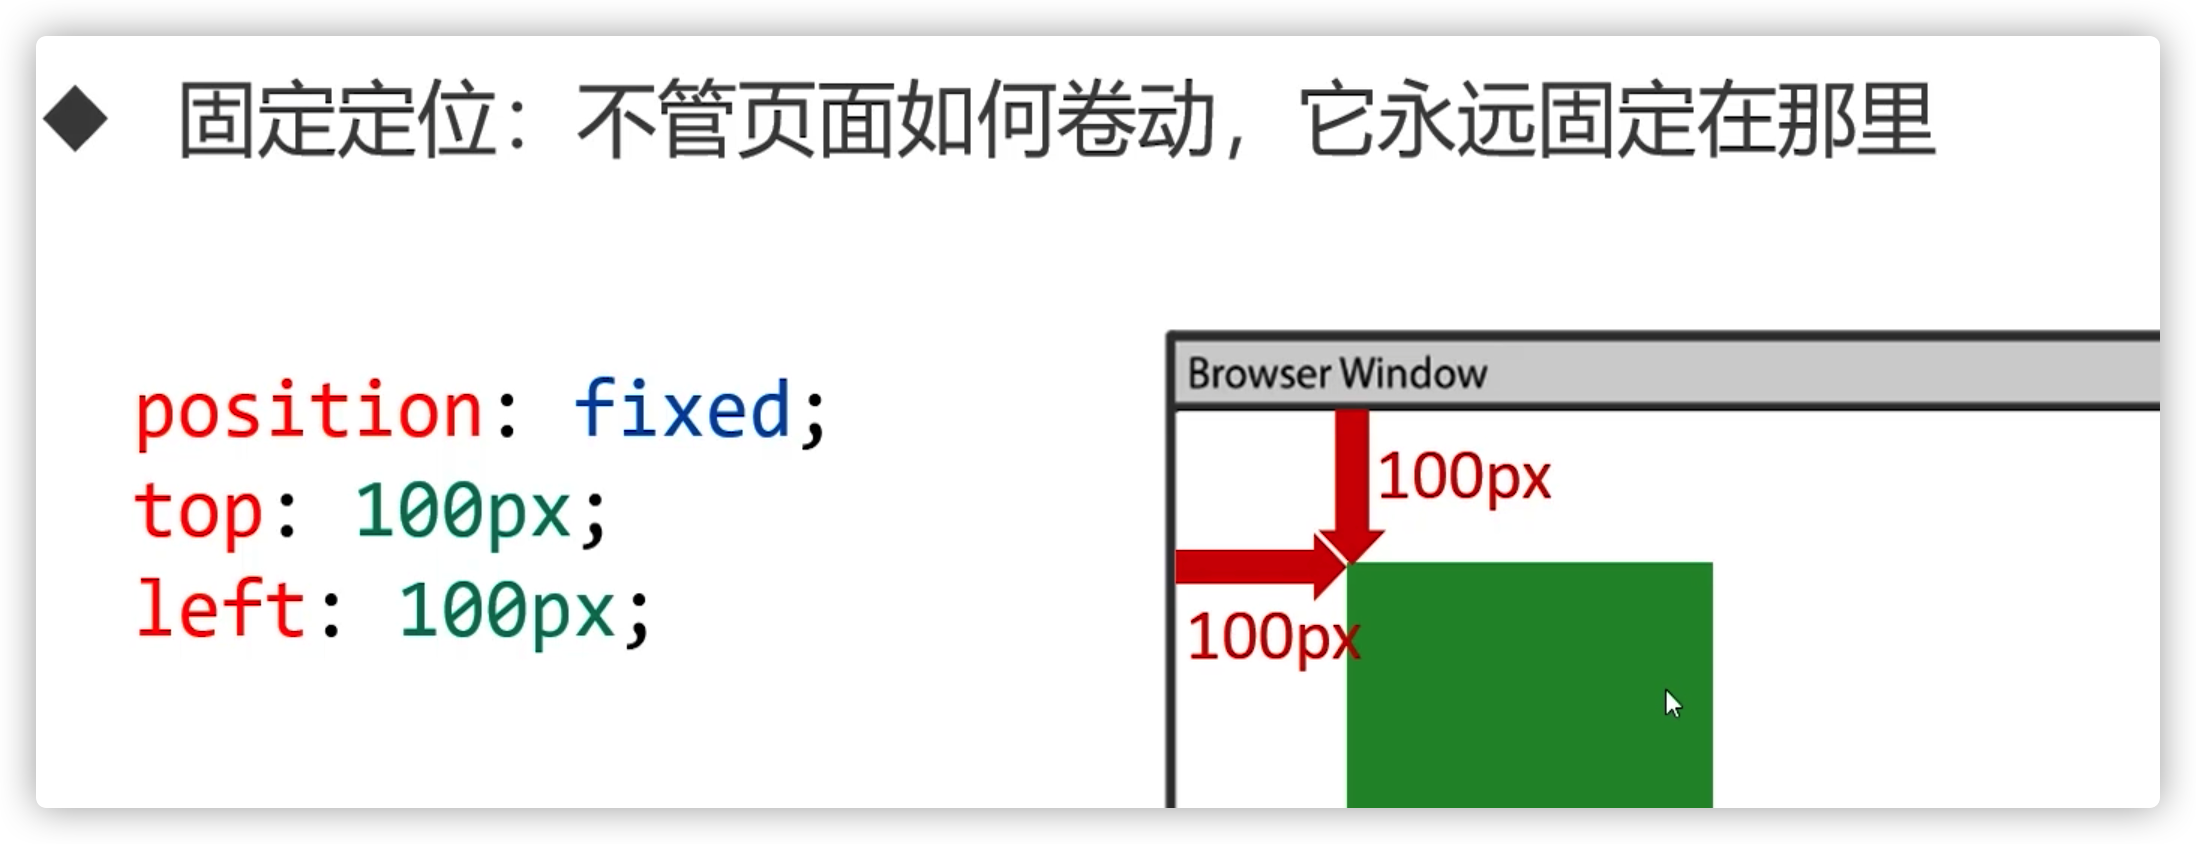 ◆ 固定定位：不管页面如何卷动，它永远固定在那里
position: fixed;
top: 100px;
left: 100px;
Browser Window
100px
100px